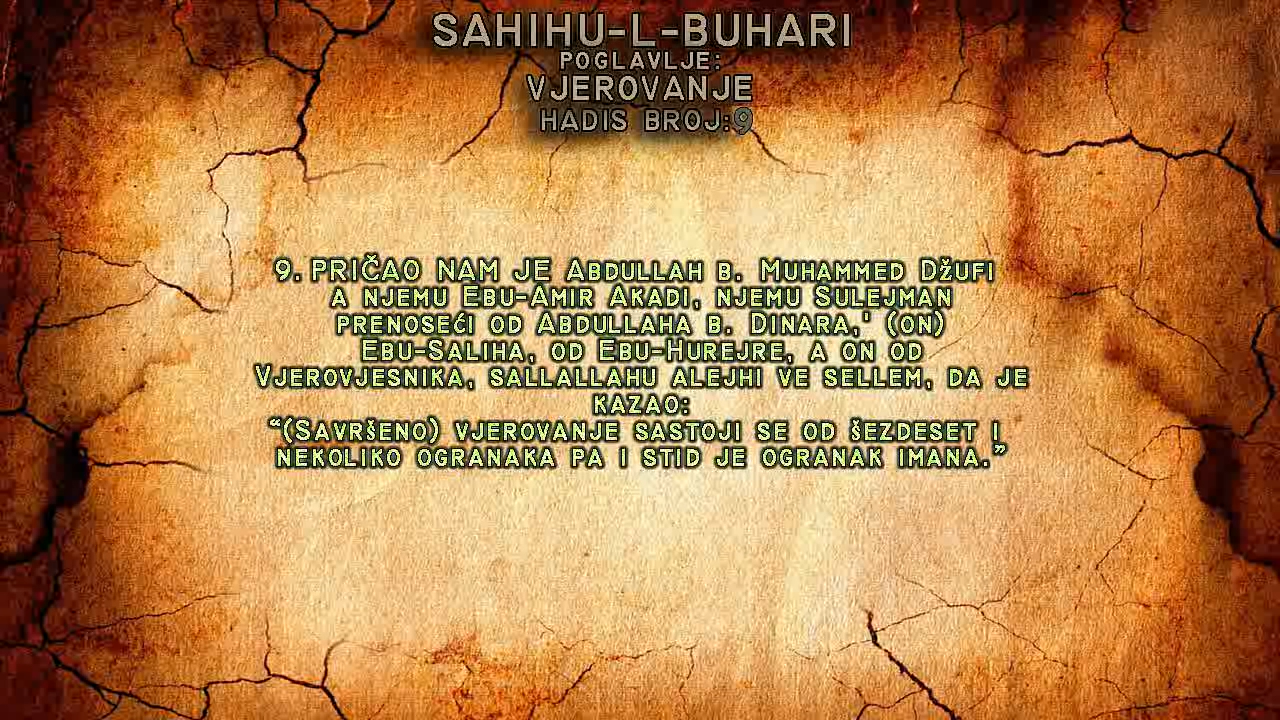 SAHIHU-L-BUHARI
POGLAVLJE:
VJEROVANJE
HADIS BROJ:9
9. PRIČAO NAM JE Abdullah b. Muhammed Džufi
a njemu Ebu-Amir Akadi, njemu Sulejman
prenoseći od Abdullaha b. Dinara,' (on)
Ebu-Saliha, od Ebu-Hurejre, a on od
Vjerovjesnika, sallallahu alejhi ve sellem, da je
kazao:
“(Savršeno) vjerovanje sastoji se od šezdeset i
nekoliko ogranaka pa i stid je ogranak imana.”